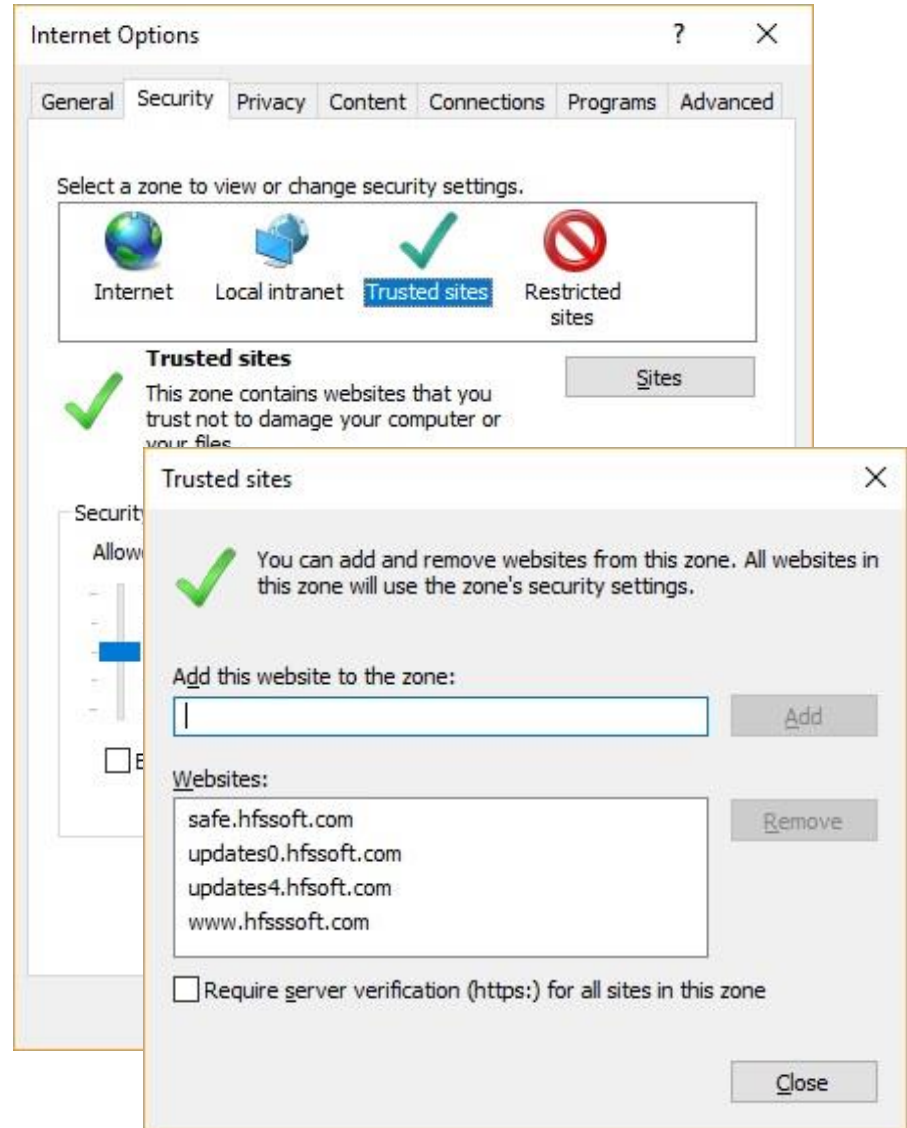 Internet Options
?
General Security Privacy Content Connections Programs Advanced
Select a zone to view or change security settings.
Internet Local intranet Trusted sites Restricted
sites
Trusted sites
Sites
This zone contains websites that you
trust not to damage your computer or
your files
Trusted sites
You can add and remove websites from this zone. All websites in
this zone will use the zone's security settings.
Add this website to the zone:
Add
Websites:
safe.hfssoft.com
Remove
updates0.hfssoft.com
updates4.hfsoft.com
www.hfsssoft.com
Require server verification (https:) for all sites in this zone
Close